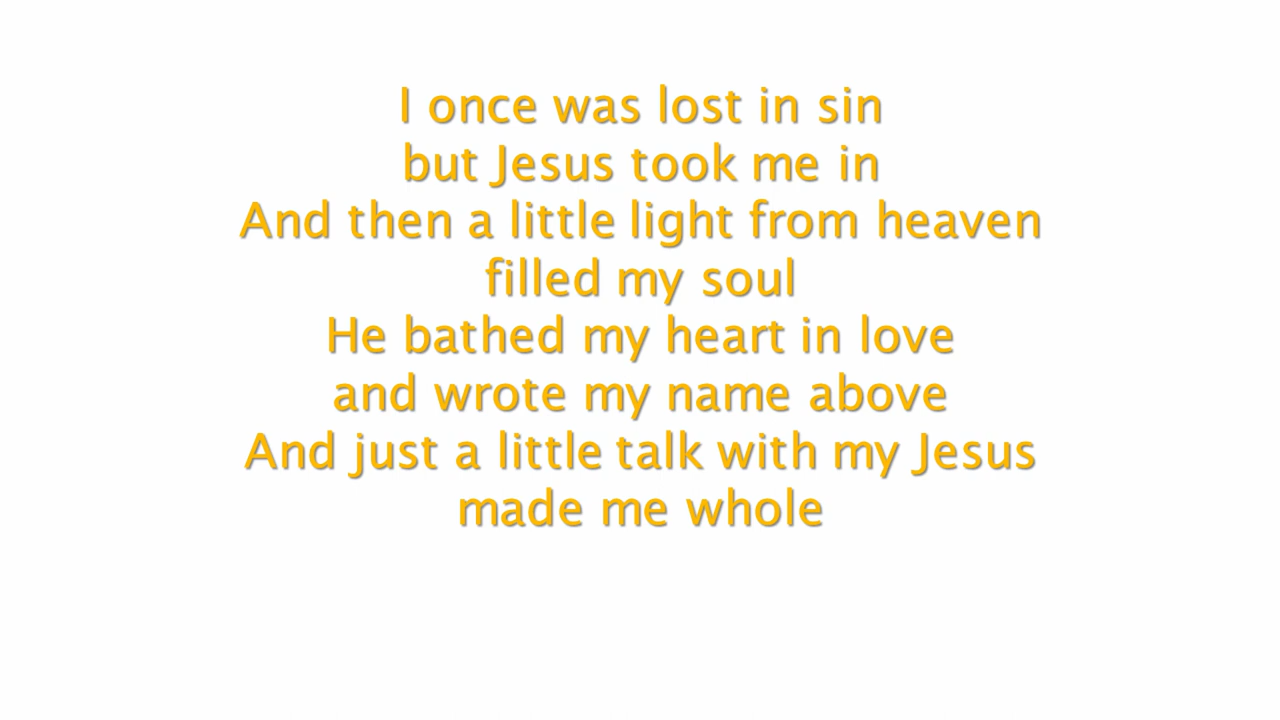 I once was lost in sin
but Jesus took me in
And then a little light from heaven
filled my soul
He bathed my heart in love
and wrote my name above
And just a little talk with my Jesus
made me whole